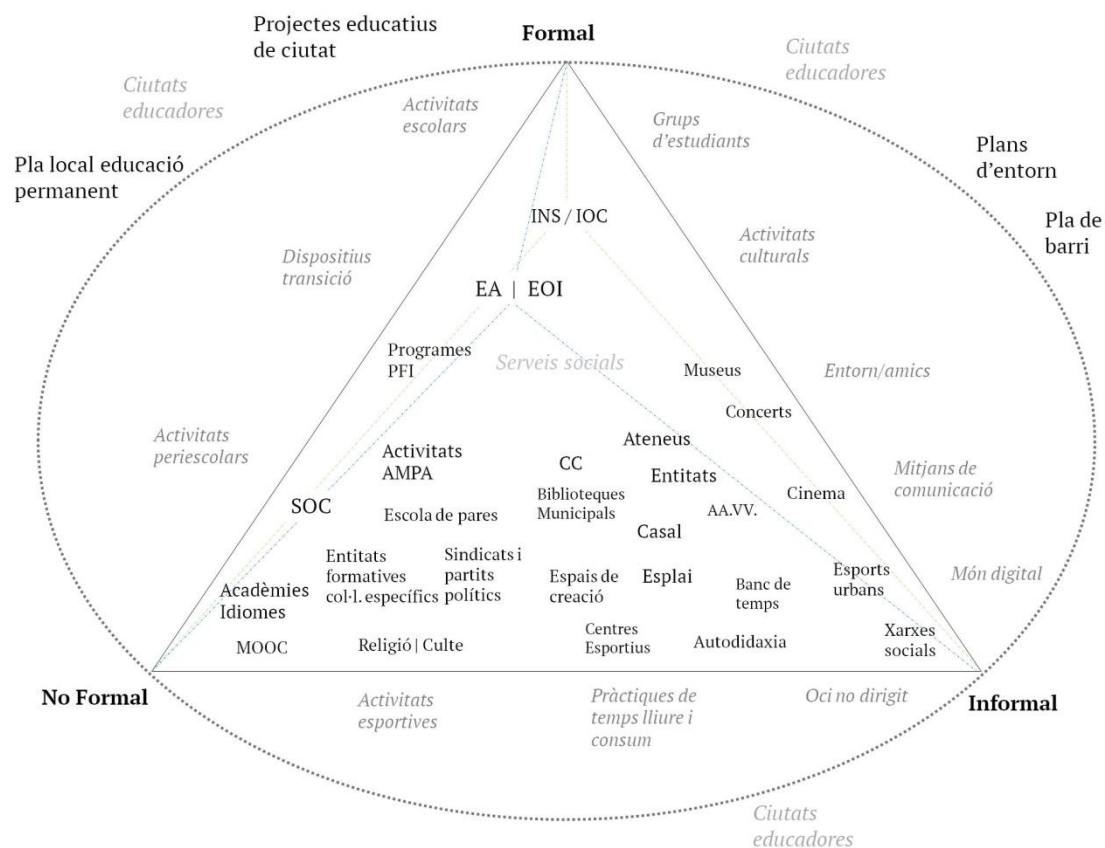 Projectes educatius
de ciutat
Formal
Ciutats
educadores
Ciutats
educadores
Activitats
escolars
Grups
d'estudiants
Pla local educació
permanent
Plans
d'entorn
INS / IOC
Pla de
barri
Dispositius
transició
Activitats
culturals
EA | EOI
Programes
PFI
Serveis socials
Museus
Entorn/amics
Concerts
Activitats
periescolars
Activitats
AMPA
Ateneus
CC
Entitats
Mitjans de
comunicació
SOC
Escola de pares
Biblioteques
Municipals
AA.VV.
Cinema
Casal
Entitats
formatives
col·l. específics
Sindicats i
partits
polítics
Espais de
creació
Esplai
Banc de
temps
Esports
urbans
Món digital
Acadèmies
Idiomes
MOOC
Religió | Culte
Centres
Esportius
Autodidaxia
Xarxes
socials
No Formal
Activitats
esportives
Pràctiques de
temps lliure i
consum
Oci no dirigit
Informal
Ciutats
educadores